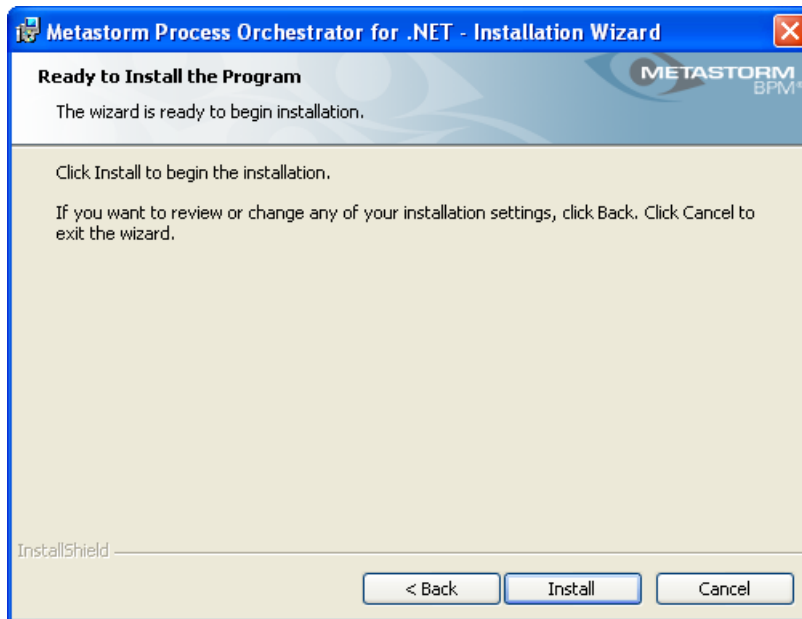 Metastorm Process Orchestrator for .NET - Installation Wizard
Ready to Install the Program
METASTORM
BPM®
The wizard is ready to begin installation.
Click Install to begin the installation.
If you want to review or change any of your installation settings, click Back. Click Cancel to
exit the wizard.
InstallShield
< Back
Install
Cancel